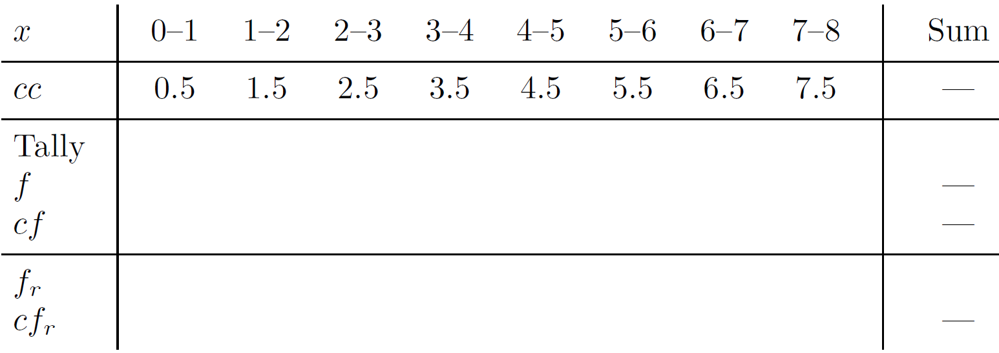 x 0–1 1–2 2–3 3–4 4–5 5–6 6–7 7–8 Sum
cc 0.5 1.5 2.5 3.5 4.5 5.5 6.5 7.5 —
Tally
f —
cf —
f_r
cf_r —